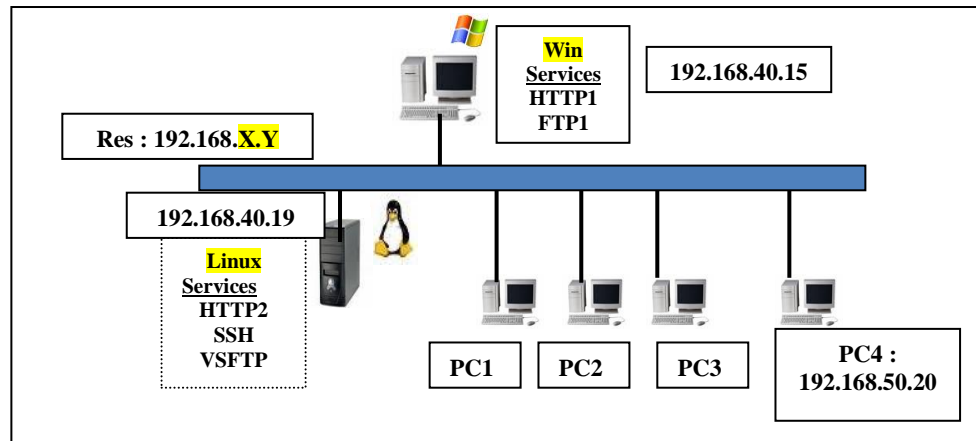 Win
Services
HTTP1
FTP1
192.168.40.15
Res : 192.168.X.Y
192.168.40.19
Linux
Services
HTTP2
SSH
VSFTP
PC1
PC2
PC3
PC4 :
192.168.50.20